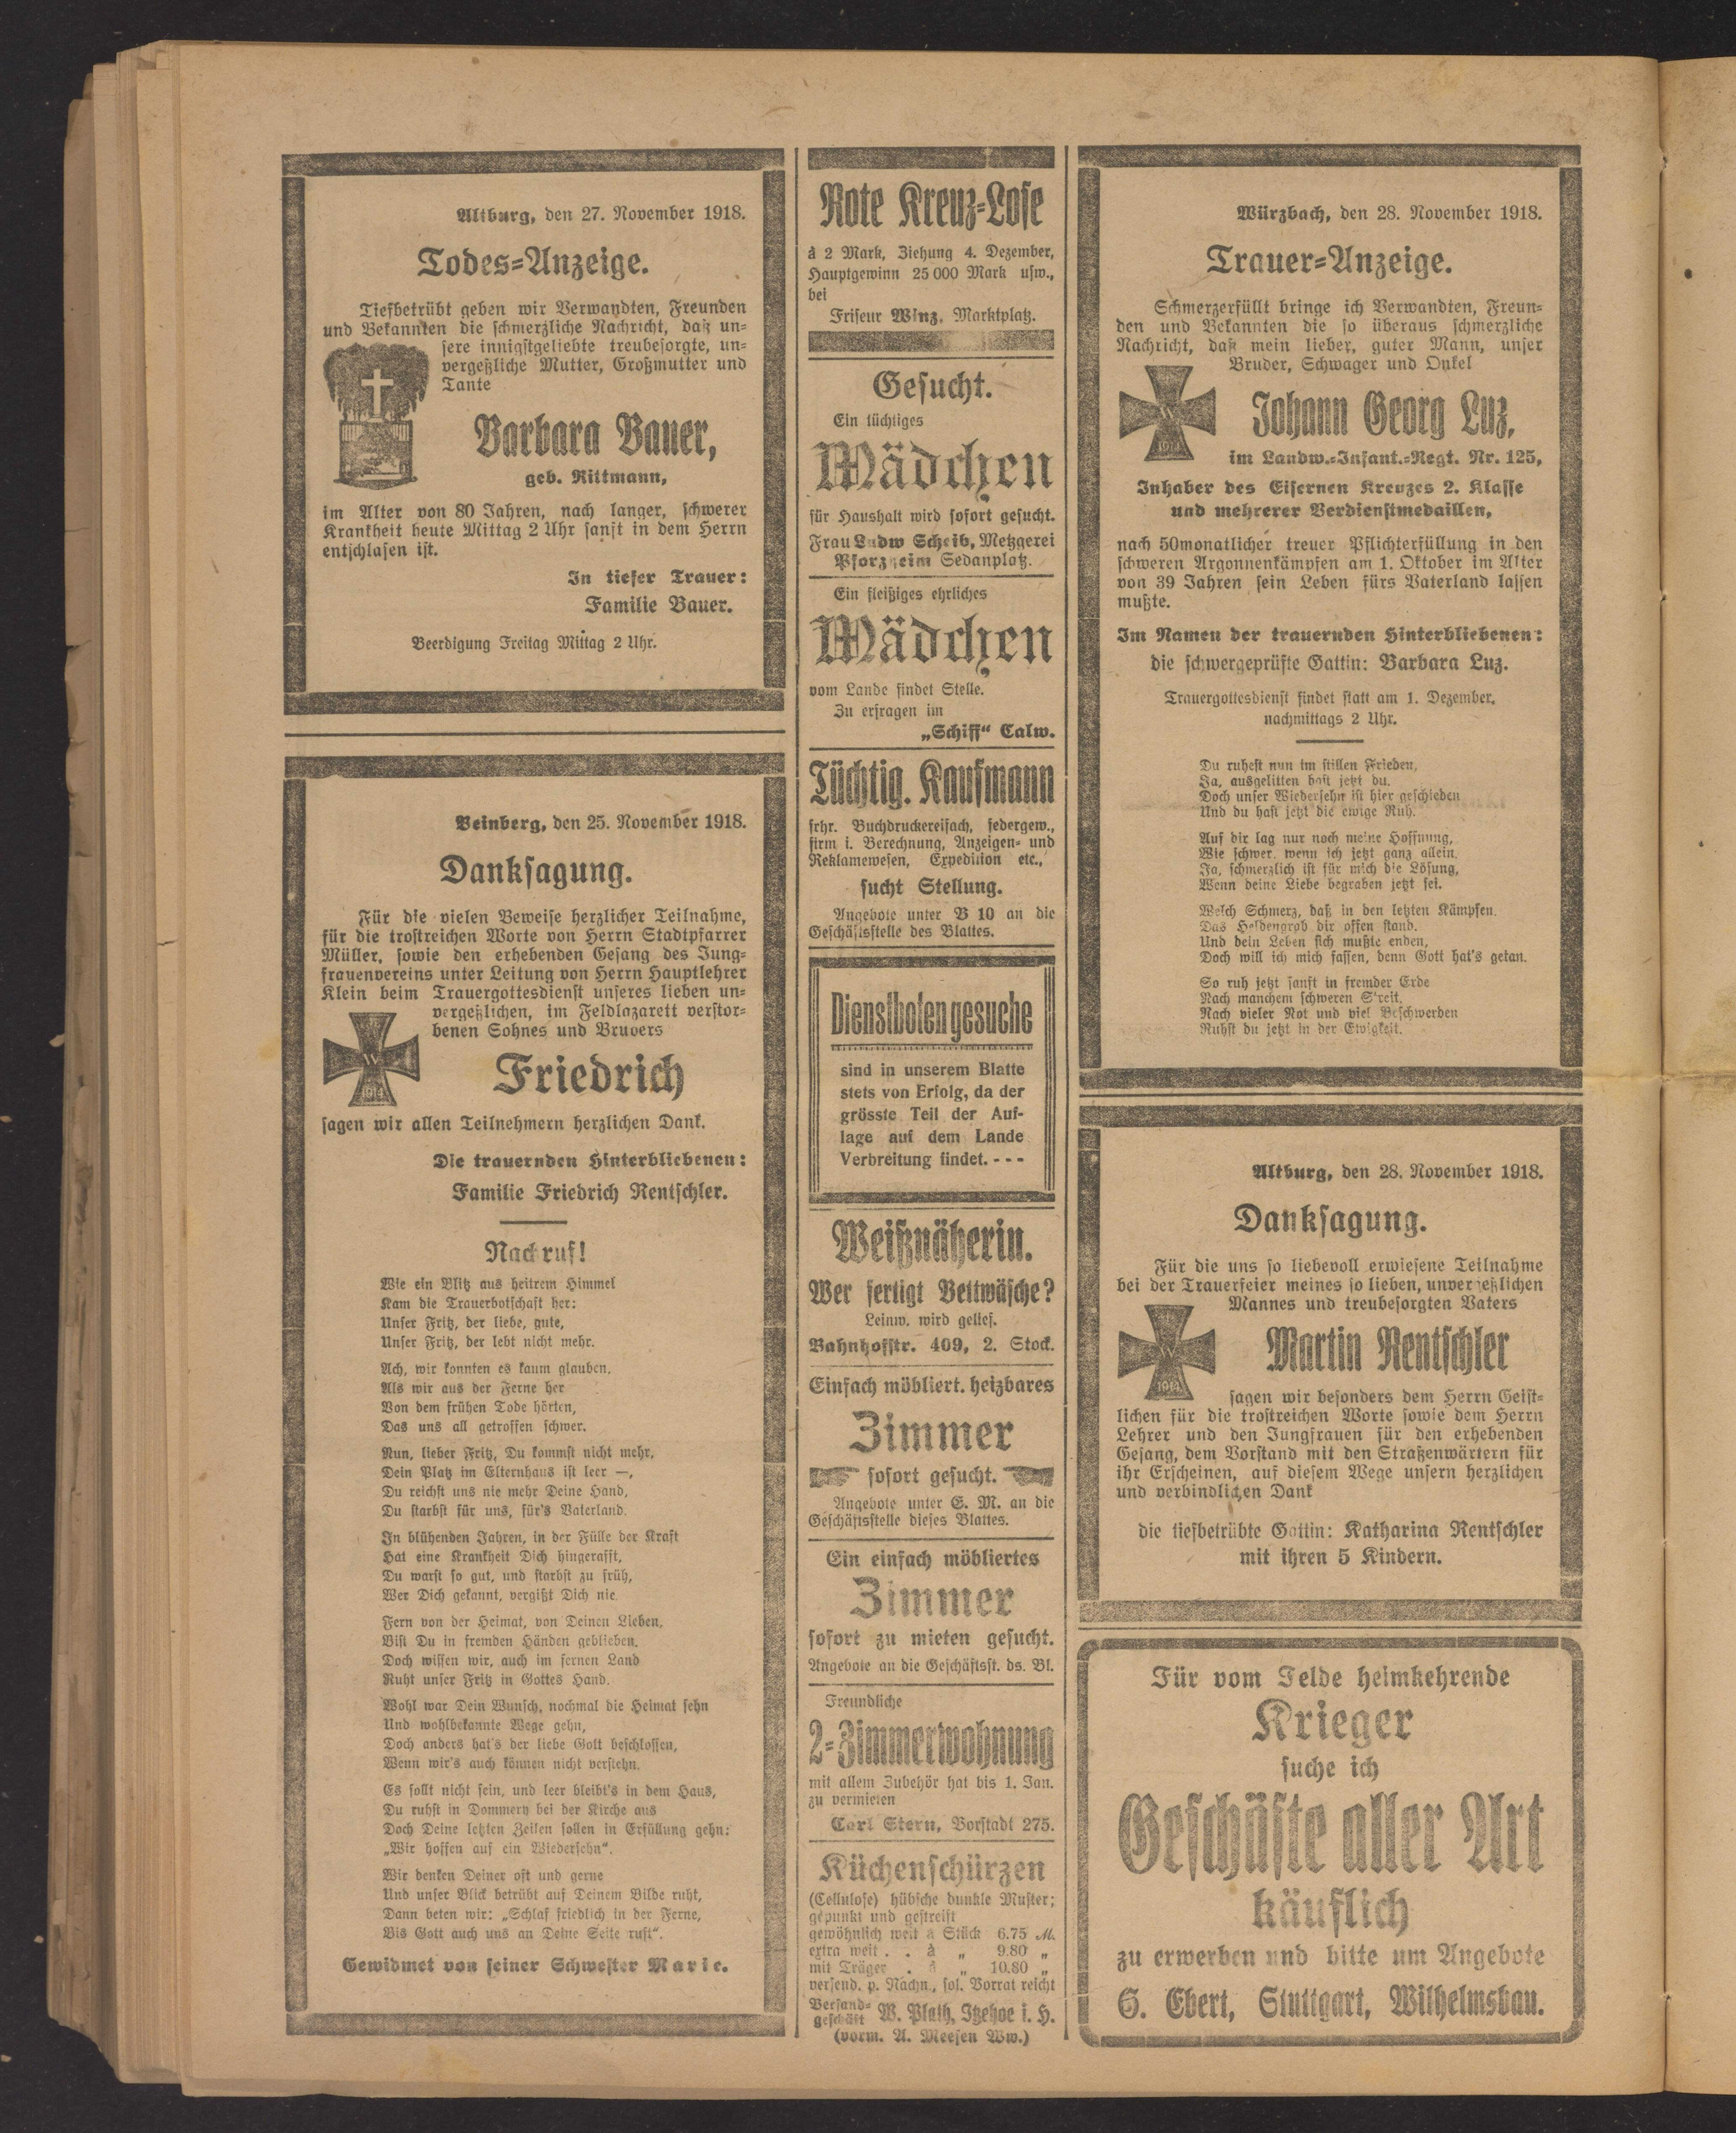 Altburg, den 27. November 1918.
Todes-Anzeige.
Tiefbetrübt geben wir Verwandten, Freunden
und Bekannten die schmerzliche Nachricht, daß un-
sere innigstgeliebte treubesorgte, un-
vergeßliche Mutter, Großmutter und
Tante
Barbara Bauer,
geb. Rittmann,
im Alter von 80 Jahren, nach langer, schwerer
Krankheit heute Mittag 2 Uhr sanft in dem Herrn
entschlafen ist.
In tiefer Trauer:
Familie Bauer.
Beerdigung Freitag Mittag 2 Uhr.
Beinberg, den 25. November 1918.
Danksagung.
Für die vielen Beweise herzlicher Teilnahme,
für die trostreichen Worte von Herrn Stadtpfarrer
Müller, sowie den erhebenden Gesang des Jung-
frauenvereins unter Leitung von Herrn Hauptlehrer
Klein beim Trauergottesdienst unseres lieben un-
vergeßlichen, im Feldlazarett verstor-
benen Sohnes und Bruders
W
1914
Friedrich
sagen wir allen Teilnehmern herzlichen Dank.
Die trauernden Hinterbliebenen:
Familie Friedrich Rentschler.
Nachruf!
Wie ein Blitz aus heitrem Himmel
Kam die Trauerbotschaft her:
Unser Fritz, der liebe, gute,
Unser Fritz, der lebt nicht mehr.
Ach, wir konnten es kaum glauben,
Als wir aus der Ferne her
Von dem frühen Tode hörten,
Das uns all getroffen schwer.
Nun, lieber Fritz, Du kommst nicht mehr,
Dein Platz im Elternhaus ist leer —,
Du reichst uns nie mehr Deine Hand,
Du starbst für uns, für's Vaterland.
In blühenden Jahren, in der Fülle der Kraft
Hat eine Krankheit Dich hingerafft,
Du warst so gut, und starbst zu früh,
Wer Dich gekannt, vergißt Dich nie.
Fern von der Heimat, von Deinen Lieben,
Bist Du in fremden Händen geblieben.
Doch wissen wir, auch im fernen Land
Ruht unser Fritz in Gottes Hand.
Wohl war Dein Wunsch, nochmal die Heimat sehn
Und wohlbekannte Wege gehn,
Doch anders hat's der liebe Gott beschlossen,
Wenn wir's auch können nicht verstehn.
Es sollt nicht sein, und leer bleibt's in dem Haus,
Du ruhst in Dommery bei der Kirche aus
Doch Deine letzten Zeilen sollen in Erfüllung gehn:
„Wir hoffen auf ein Wiedersehn“.
Wir denken Deiner oft und gerne
Und unser Blick betrübt auf Deinem Bilde ruht,
Dann beten wir: „Schlaf friedlich in der Ferne,
Bis Gott auch uns an Deine Seite ruft“.
Gewidmet von seiner Schwester Marie.
Rote Kreuz-Lose
à 2 Mark, Ziehung 4. Dezember,
Hauptgewinn 25 000 Mark usw.,
bei
Friseur Winz, Marktplatz.
Gesucht.
Ein tüchtiges
Mädchen
für Haushalt wird sofort gesucht.
Frau Ludw Scheib, Metzgerei
Pforzheim Sedanplatz.
Ein fleißiges ehrliches
Mädchen
vom Lande findet Stelle.
Zu erfragen im
„Schiff“ Calw.
Tüchtig. Kaufmann
frhr. Buchdruckereifach, federgew.,
firm i. Berechnung, Anzeigen- und
Reklamewesen, Expedition etc.,
sucht Stellung.
Angebote unter B 10 an die
Geschäftsstelle des Blattes.
Dienstbotengesuche
sind in unserem Blatte
stets von Erfolg, da der
grösste Teil der Auf-
lage auf dem Lande
Verbreitung findet. - - -
Weißnäherin.
Wer fertigt Bettwäsche?
Leinw. wird gelief.
Bahnhofstr. 409, 2. Stock.
Einfach möbliert. heizbares
Zimmer
sofort gesucht.
Angebote unter E. M. an die
Geschäftsstelle dieses Blattes.
Ein einfach möbliertes
Zimmer
sofort zu mieten gesucht.
Angebote an die Geschäftsst. ds. Bl.
Freundliche
2-Zimmerwohnung
mit allem Zubehör hat bis 1. Jan.
zu vermieten
Carl Stern, Vorstadt 275.
Küchenschürzen
(Cellulose) hübsche dunkle Muster;
gepunkt und gestreift
gewöhnlich weit à Stück 6.75 M.
extra weit . . à „ 9.80 „
mit Träger . à „ 10.80 „
versend. p. Nachn., sol. Vorrat reicht
Versand-
geschäft W. Plath, Itzehoe i. H.
(vorm. A. Meesen Ww.)
Würzbach, den 28. November 1918.
Trauer-Anzeige.
Schmerzerfüllt bringe ich Verwandten, Freun-
den und Bekannten die so überaus schmerzliche
Nachricht, daß mein lieber, guter Mann, unser
Bruder, Schwager und Onkel
W
1914
Johann Georg Luz,
im Landw.-Infant.-Regt. Nr. 125,
Inhaber des Eisernen Kreuzes 2. Klasse
und mehrerer Verdienstmedaillen,
nach 50monatlicher treuer Pflichterfüllung in den
schweren Argonnenkämpfen am 1. Oktober im Alter
von 39 Jahren sein Leben fürs Vaterland lassen
mußte.
Im Namen der trauernden Hinterbliebenen:
die schwergeprüfte Gattin: Barbara Luz.
Trauergottesdienst findet statt am 1. Dezember,
nachmittags 2 Uhr.
Du ruhest nun im stillen Frieden,
Ja, ausgelitten hast jetzt du.
Doch unser Wiedersehn ist hier geschieden
Und du hast jetzt die ewige Ruh.
Auf dir lag nur noch meine Hoffnung,
Wie schwer, wenn ich jetzt ganz allein.
Ja, schmerzlich ist für mich die Lösung,
Wenn deine Liebe begraben jetzt sei.
Welch Schmerz, daß in den letzten Kämpfen,
Das Heldengrab dir offen stand.
Und dein Leben sich mußte enden,
Doch will ich mich fassen, denn Gott hat's getan.
So ruh jetzt sanft in fremder Erde
Nach manchem schweren Streit,
Nach vieler Not und viel Beschwerden
Ruhst du jetzt in der Ewigkeit.
Altburg, den 28. November 1918.
Danksagung.
Für die uns so liebevoll erwiesene Teilnahme
bei der Trauerfeier meines so lieben, unvergeßlichen
Mannes und treubesorgten Vaters
W
1914
Martin Rentschler
sagen wir besonders dem Herrn Geist-
lichen für die trostreichen Worte sowie dem Herrn
Lehrer und den Jungfrauen für den erhebenden
Gesang, dem Vorstand mit den Straßenwärtern für
ihr Erscheinen, auf diesem Wege unsern herzlichen
und verbindlichen Dank
die tiefbetrübte Gattin: Katharina Rentschler
mit ihren 5 Kindern.
Für vom Felde heimkehrende
Krieger
suche ich
Geschäfte aller Art
käuflich
zu erwerben und bitte um Angebote
G. Ebert, Stuttgart, Wilhelmsbau.